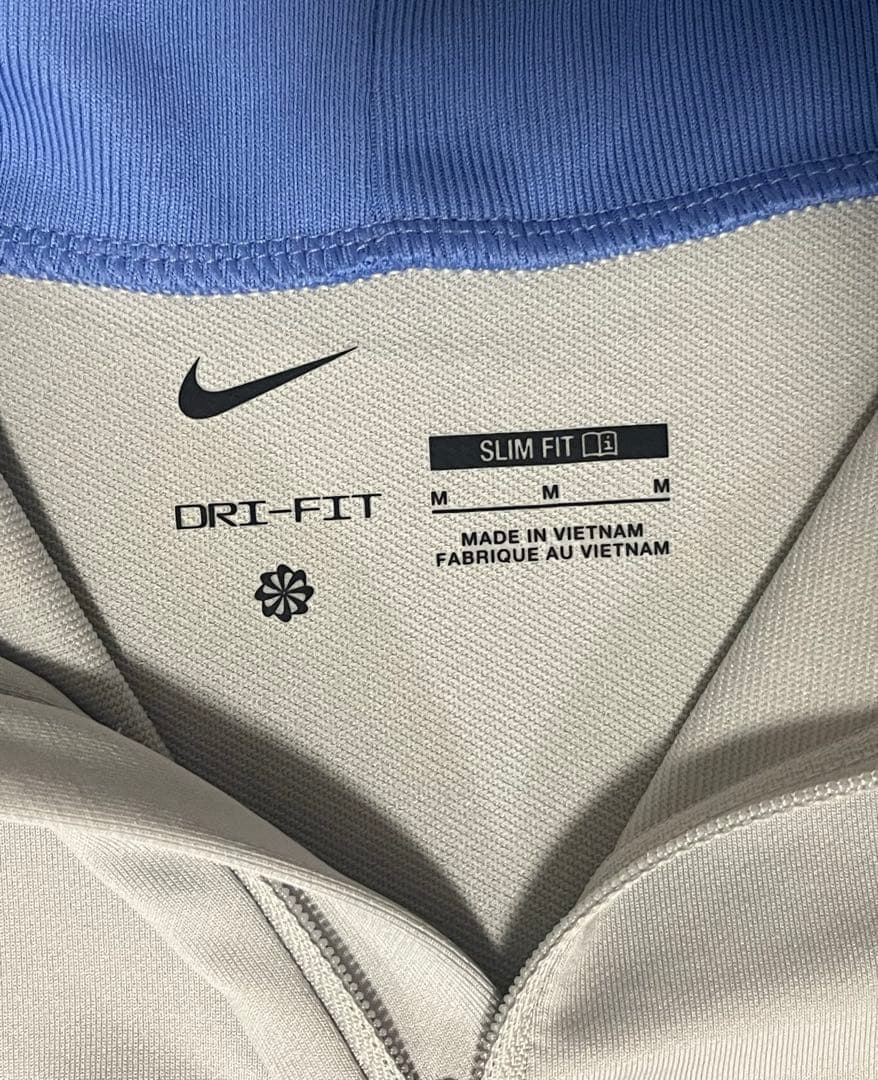 DRI-FIT
SLIM FIT
M M M
MADE IN VIETNAM
FABRIQUE AU VIETNAM